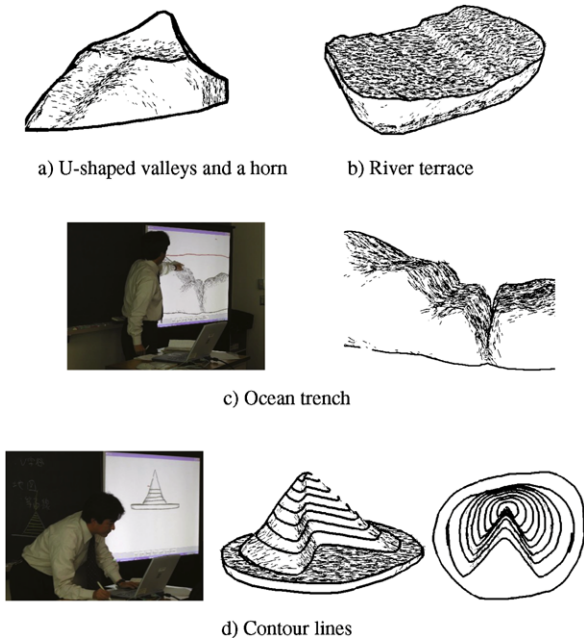 a) U-shaped valleys and a horn
b) River terrace
c) Ocean trench
d) Contour lines